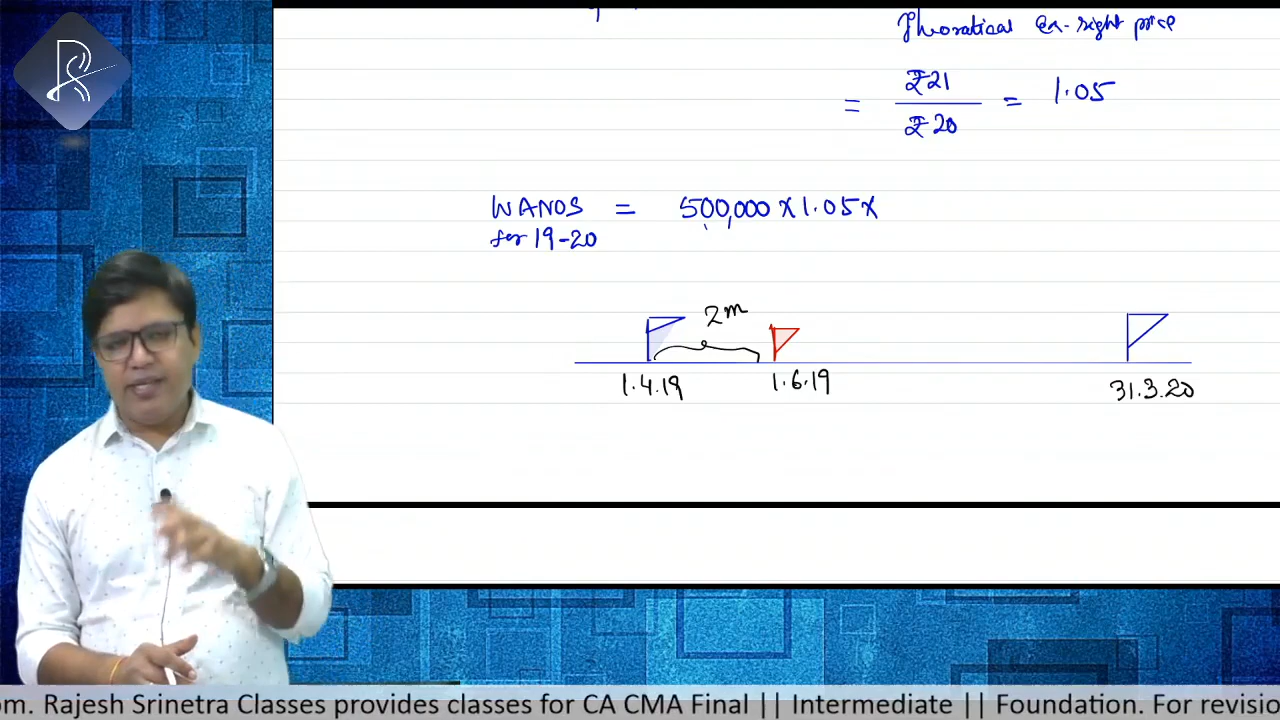 Theoratical ex-right price
= ₹21 / ₹20 = 1.05
WANOS = 500,000 X 1.05 X
for 19-20
2m
1.4.19 1.6.19 31.3.20
RS
om. Rajesh Srinetra Classes provides classes for CA CMA Final || Intermediate || Foundation. For revisio